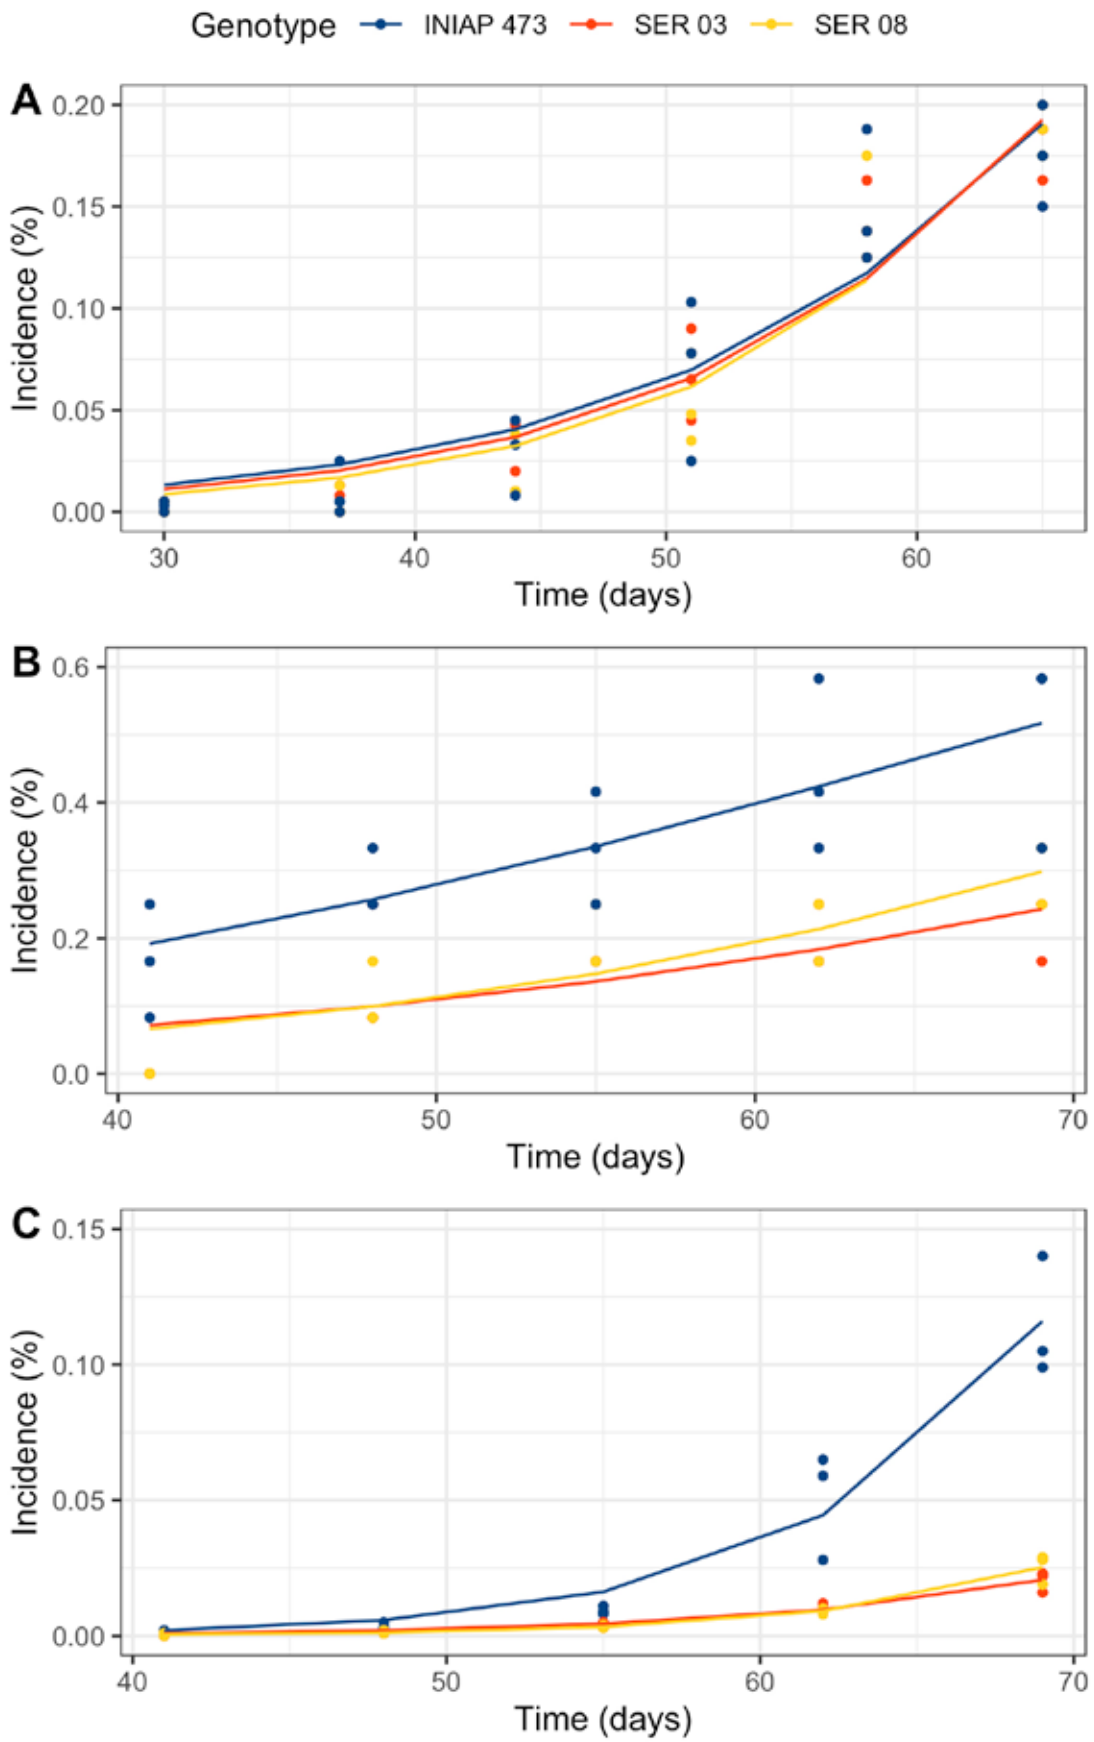 Genotype INIAP 473 SER 03 SER 08
A
0.20
0.15
0.10
0.05
0.00
Incidence (%)
30 40 50 60
Time (days)
B
0.6
0.4
0.2
0.0
Incidence (%)
40 50 60 70
Time (days)
C
0.15
0.10
0.05
0.00
Incidence (%)
40 50 60 70
Time (days)